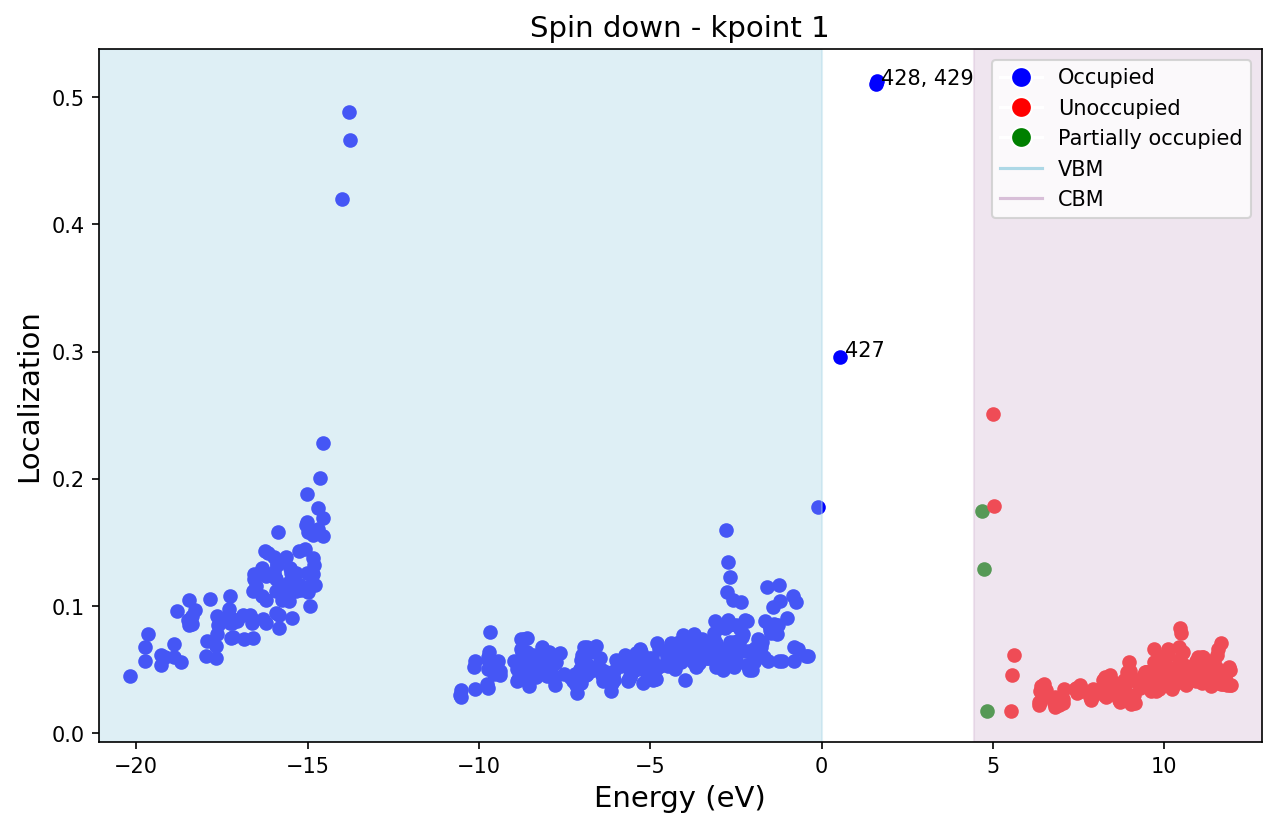 Spin down - kpoint 1
428, 429
427
Occupied
Unoccupied
Partially occupied
VBM
CBM
Localization
0.5
0.4
0.3
0.2
0.1
0.0
−20
−15
−10
−5
0
5
10
Energy (eV)